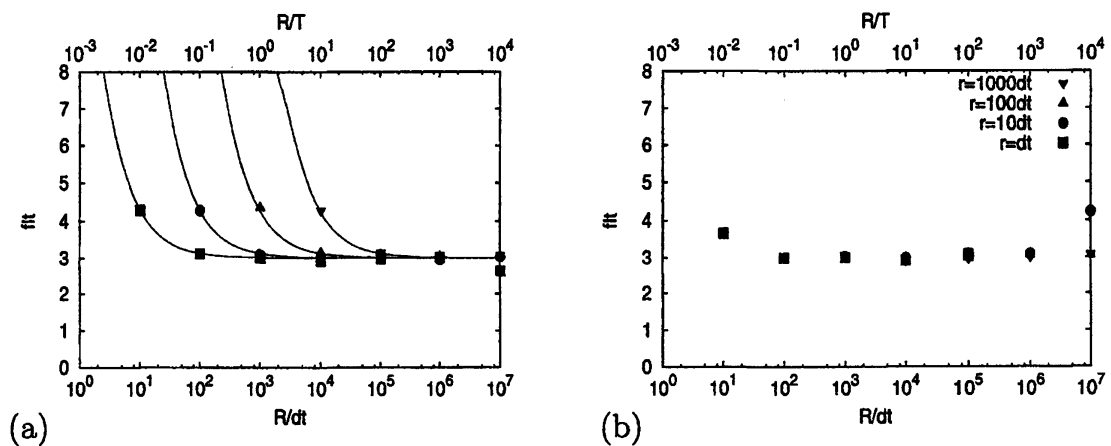 R/T
10⁻³ 10⁻² 10⁻¹ 10⁰ 10¹ 10² 10³ 10⁴
8
7
6
5
4
3
2
1
0
flt
10⁰ 10¹ 10² 10³ 10⁴ 10⁵ 10⁶ 10⁷
R/dt
(a)
R/T
10⁻³ 10⁻² 10⁻¹ 10⁰ 10¹ 10² 10³ 10⁴
8
7
6
5
4
3
2
1
0
flt
r=1000dt
r=100dt
r=10dt
r=dt
10⁰ 10¹ 10² 10³ 10⁴ 10⁵ 10⁶ 10⁷
R/dt
(b)